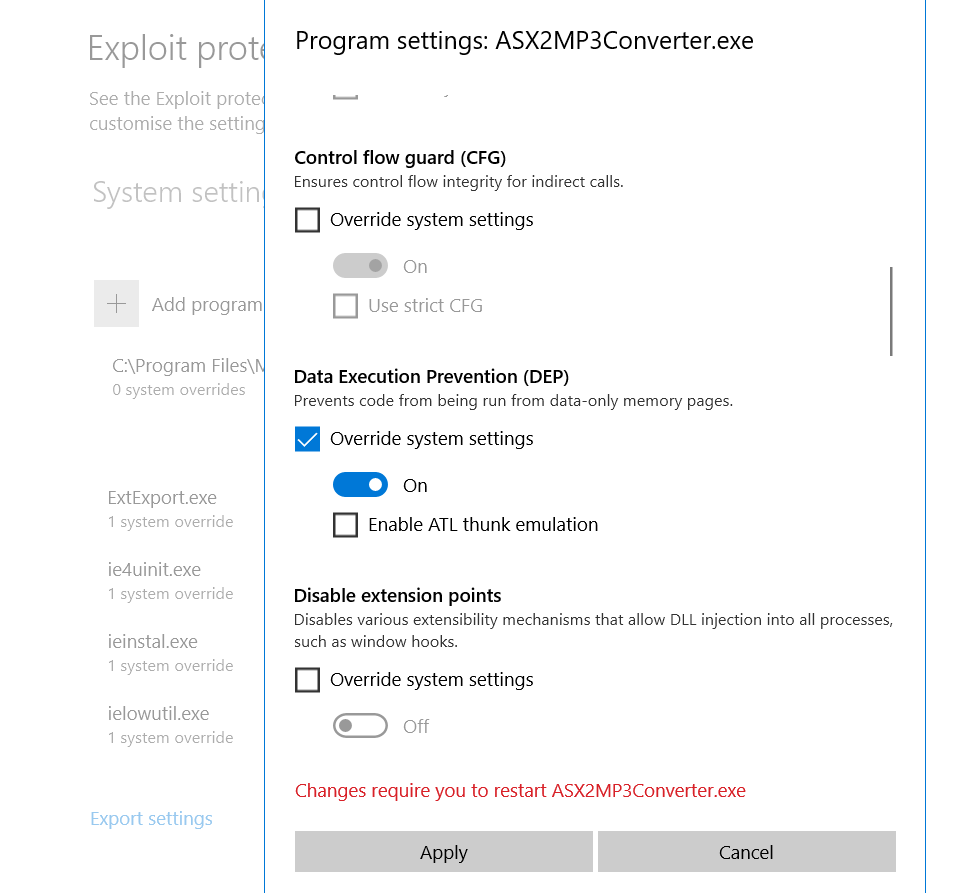 Exploit prote
See the Exploit protec
customise the setting
System setting
Add program
C:\Program Files\M
0 system overrides
ExtExport.exe
1 system override
ie4uinit.exe
1 system override
ieinstal.exe
1 system override
ielowutil.exe
1 system override
Export settings
Program settings: ASX2MP3Converter.exe
Control flow guard (CFG)
Ensures control flow integrity for indirect calls.
Override system settings
On
Use strict CFG
Data Execution Prevention (DEP)
Prevents code from being run from data-only memory pages.
Override system settings
On
Enable ATL thunk emulation
Disable extension points
Disables various extensibility mechanisms that allow DLL injection into all processes,
such as window hooks.
Override system settings
Off
Changes require you to restart ASX2MP3Converter.exe
Apply
Cancel